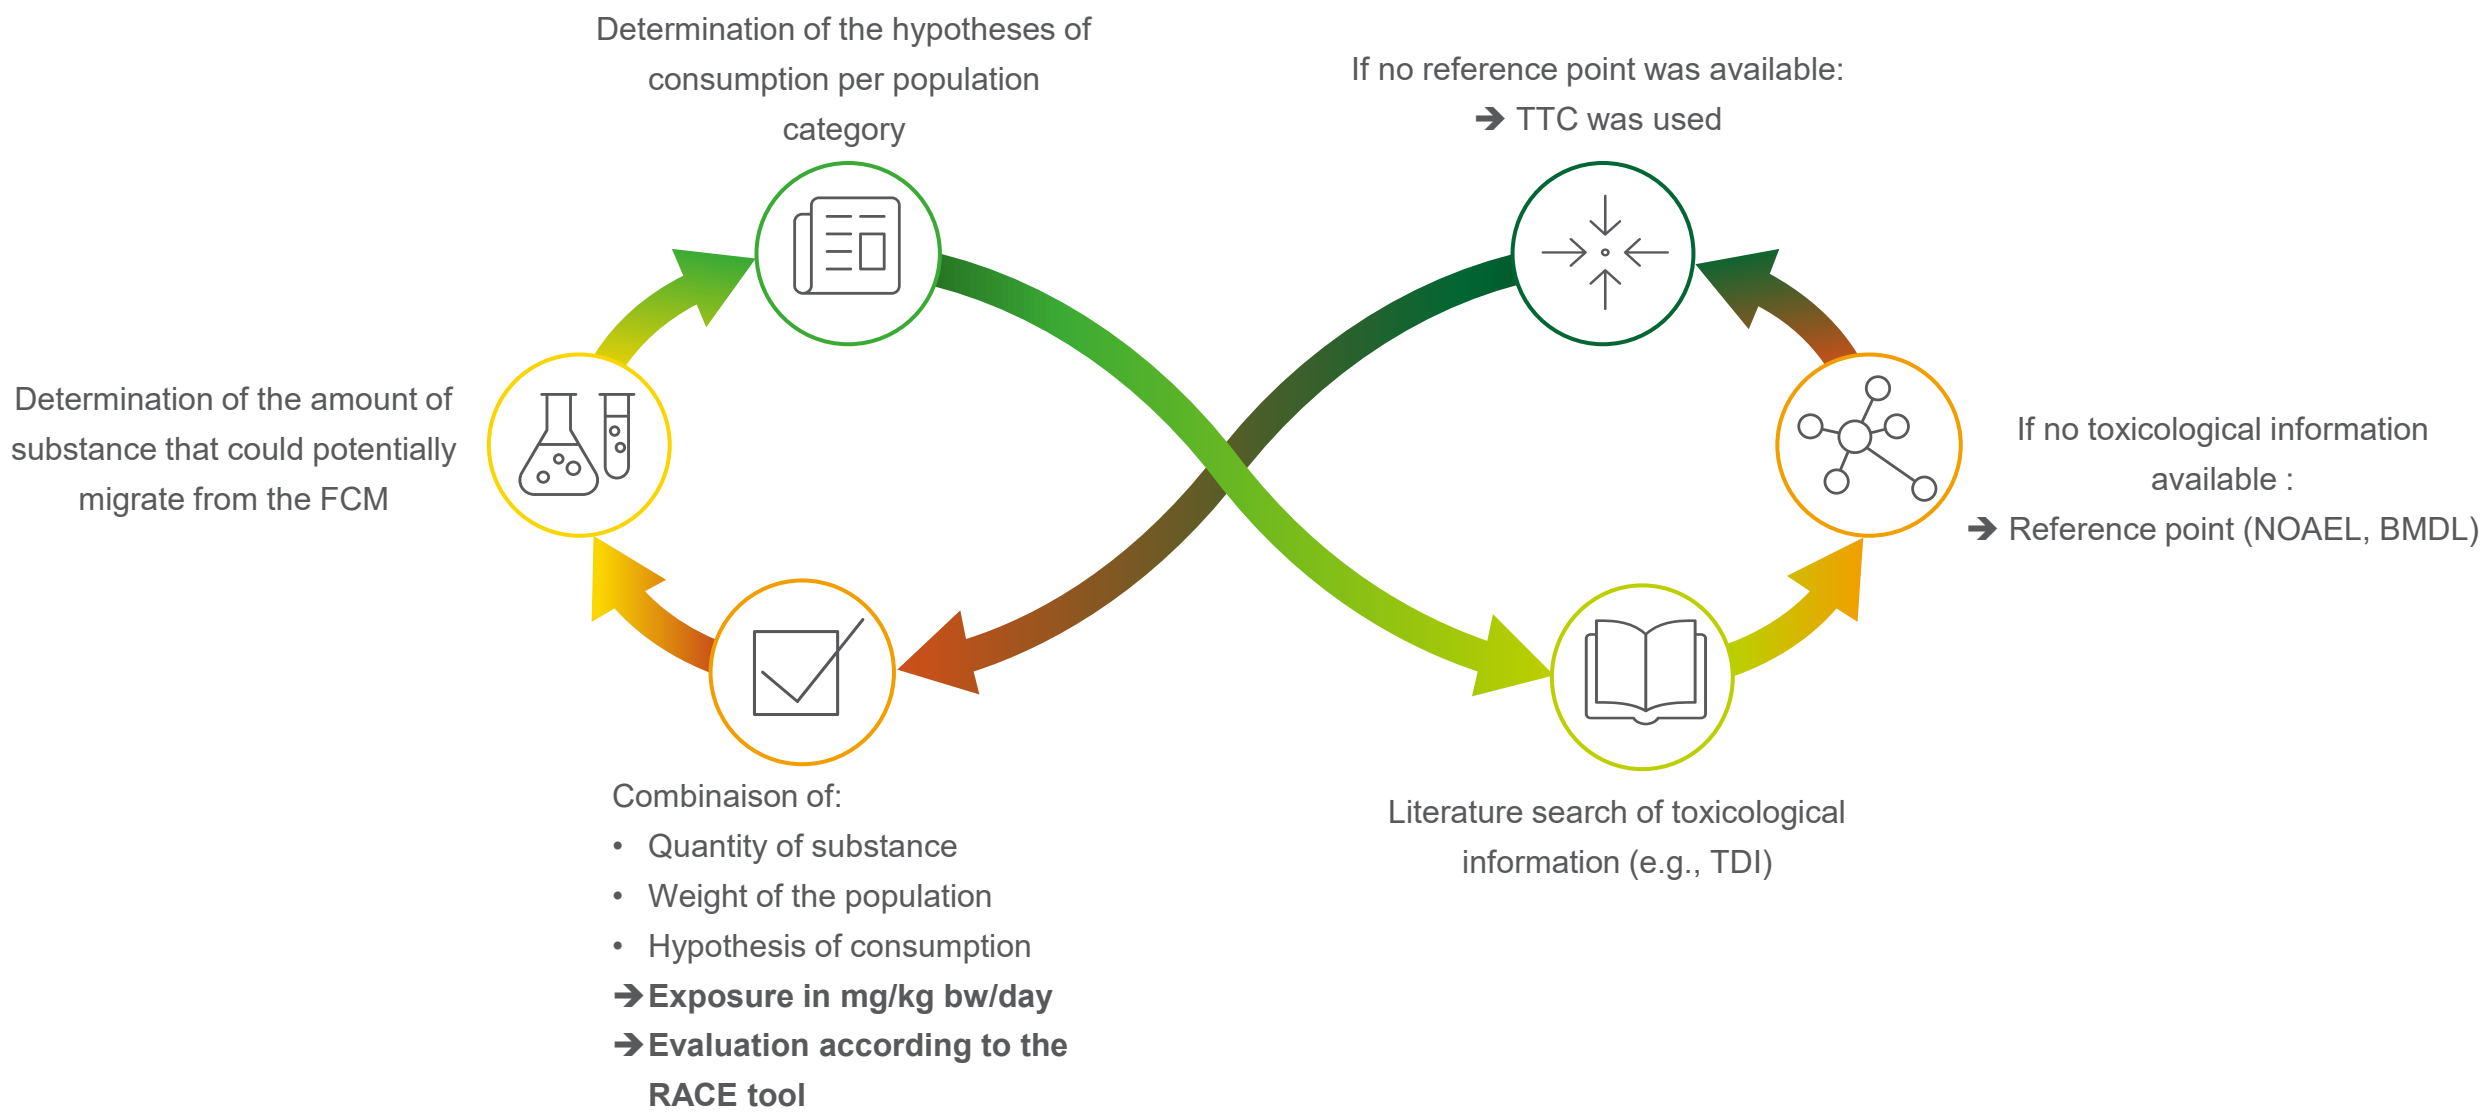 Determination of the hypotheses of
consumption per population
category
If no reference point was available:
➔ TTC was used
Determination of the amount of
substance that could potentially
migrate from the FCM
If no toxicological information
available :
➔ Reference point (NOAEL, BMDL)
Combinaison of:
• Quantity of substance
• Weight of the population
• Hypothesis of consumption
➔ Exposure in mg/kg bw/day
➔ Evaluation according to the
RACE tool
Literature search of toxicological
information (e.g., TDI)